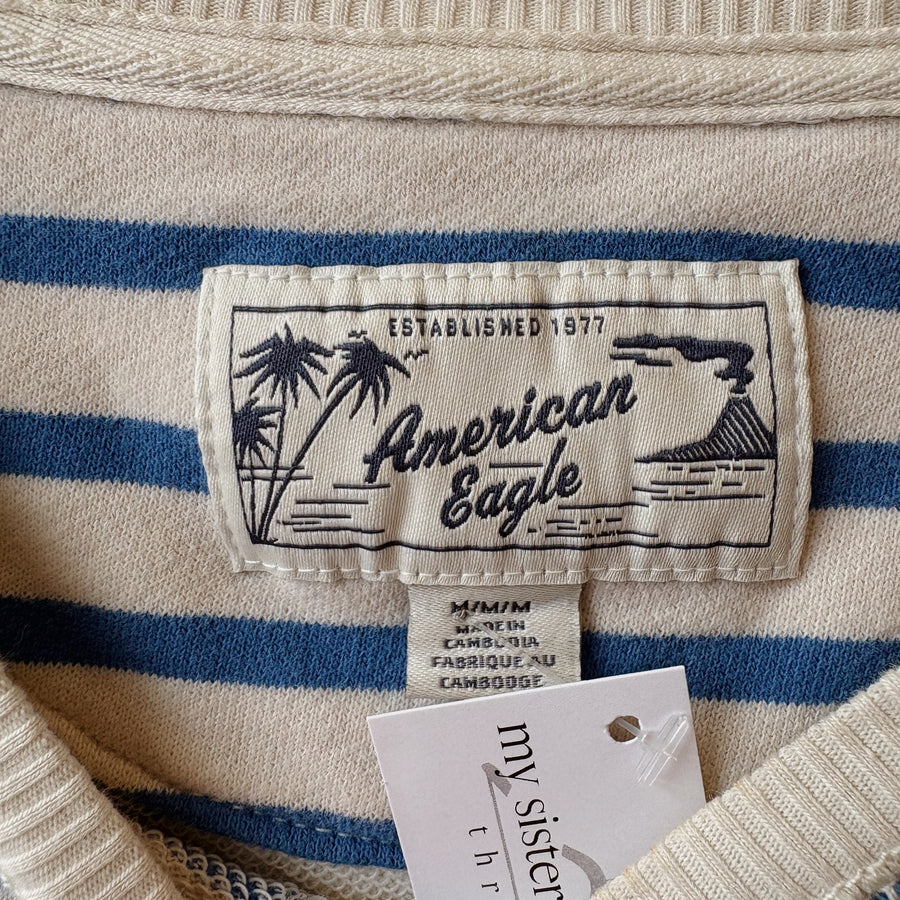 ESTABLISHED 1977
American
Eagle
M/M/M
MADE IN
CAMBODIA
FABRIQUE AU
CAMBODGE
my sister
thr